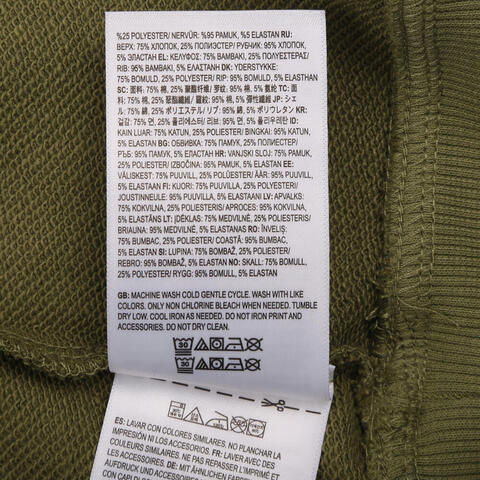 %25 POLYESTER/ NERVÜR: %95 PAMUK, %5 ELASTAN RU:
ВЕРХ: 75% ХЛОПОК, 25% ПОЛИЭСТЕР/ РУБЧИК: 95% ХЛОПОК,
5% ЭЛАСТАН EL: ΚΕΛΥΦΟΣ: 75% ΒΑΜΒΑΚΙ, 25% ΠΟΛΥΕΣΤΕΡΑΣ/
RIB: 95% ΒΑΜΒΑΚΙ, 5% ΕΛΑΣΤΑΝΗ DK: YDERSTYKKE:
75% BOMULD, 25% POLYESTER/ RIP: 95% BOMULD, 5% ELASTHAN
SC: 面料: 75% 棉, 25% 聚酯纤维/ 罗纹: 95% 棉, 5% 氨纶 TC: 面
料: 75% 棉, 25% 聚酯纖維/ 羅紋: 95% 棉, 5% 彈性纖維 JP: シェ
ル: 75% 綿, 25% ポリエステル/ リブ: 95% 綿, 5% ポリウレタン KR:
겉감: 75% 면, 25% 폴리에스터/ 리브: 95% 면, 5% 폴리우레탄 ID:
KAIN LUAR: 75% KATUN, 25% POLIESTER/ BINGKAI: 95% KATUN,
5% ELASTAN BG: ОБВИВКА: 75% ПАМУК, 25% ПОЛИЕСТЕР/
РЪБ: 95% ПАМУК, 5% ЕЛАСТАН HR: VANJSKI SLOJ: 75% PAMUK,
25% POLIESTER/ IZBOČINA: 95% PAMUK, 5% ELASTAN EE:
VÄLISKEST: 75% PUUVILL, 25% POLÜESTER/ ÄÄR: 95% PUUVILL,
5% ELASTAAN FI: KUORI: 75% PUUVILLA, 25% POLYESTERI/
JOUSTINNEULE: 95% PUUVILLA, 5% ELASTAANI LV: APVALKS:
75% KOKVILNA, 25% POLIESTERIS/ APROCES: 95% KOKVILNA,
5% ELASTĀNS LT: ĮDĖKLAS: 75% MEDVILNĖ, 25% POLIESTERIS/
BRIAUNA: 95% MEDVILNĖ, 5% ELASTANAS RO: ÎNVELIȘ:
75% BUMBAC, 25% POLIESTER/ COASTĂ: 95% BUMBAC,
5% ELASTAN SI: LUPINA: 75% BOMBAŽ, 25% POLIESTER/
REBRO: 95% BOMBAŽ, 5% ELASTAN NO: SKALL: 75% BOMULL,
25% POLYESTER/ RYGG: 95% BOMULL, 5% ELASTAN
GB: MACHINE WASH COLD GENTLE CYCLE. WASH WITH LIKE
COLORS. ONLY NON CHLORINE BLEACH WHEN NEEDED. TUMBLE
DRY LOW. COOL IRON IF NEEDED. DO NOT IRON PRINT AND
ACCESSORIES. DO NOT DRYCLEAN.
30
30
ES: LAVAR CON COLORES SIMILARES. NO PLANCHAR LA
IMPRESIÓN NI LOS ACCESORIOS. FR: LAVER AVEC DES
COULEURS SIMILAIRES. NE PAS REPASSER L'IMPRIMÉ ET